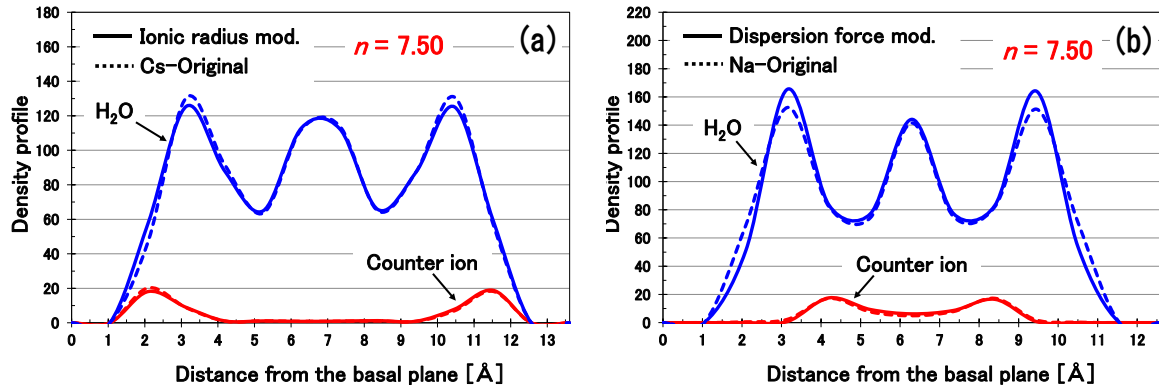 180
160
140
120
100
80
60
40
20
0
Density profile
Ionic radius mod.
Cs-Original
n = 7.50
(a)
H2O
Counter ion
0 1 2 3 4 5 6 7 8 9 10 11 12 13
Distance from the basal plane [Å]
220
200
180
160
140
120
100
80
60
40
20
0
Density profile
Dispersion force mod.
Na-Original
n = 7.50
(b)
H2O
Counter ion
0 1 2 3 4 5 6 7 8 9 10 11 12
Distance from the basal plane [Å]